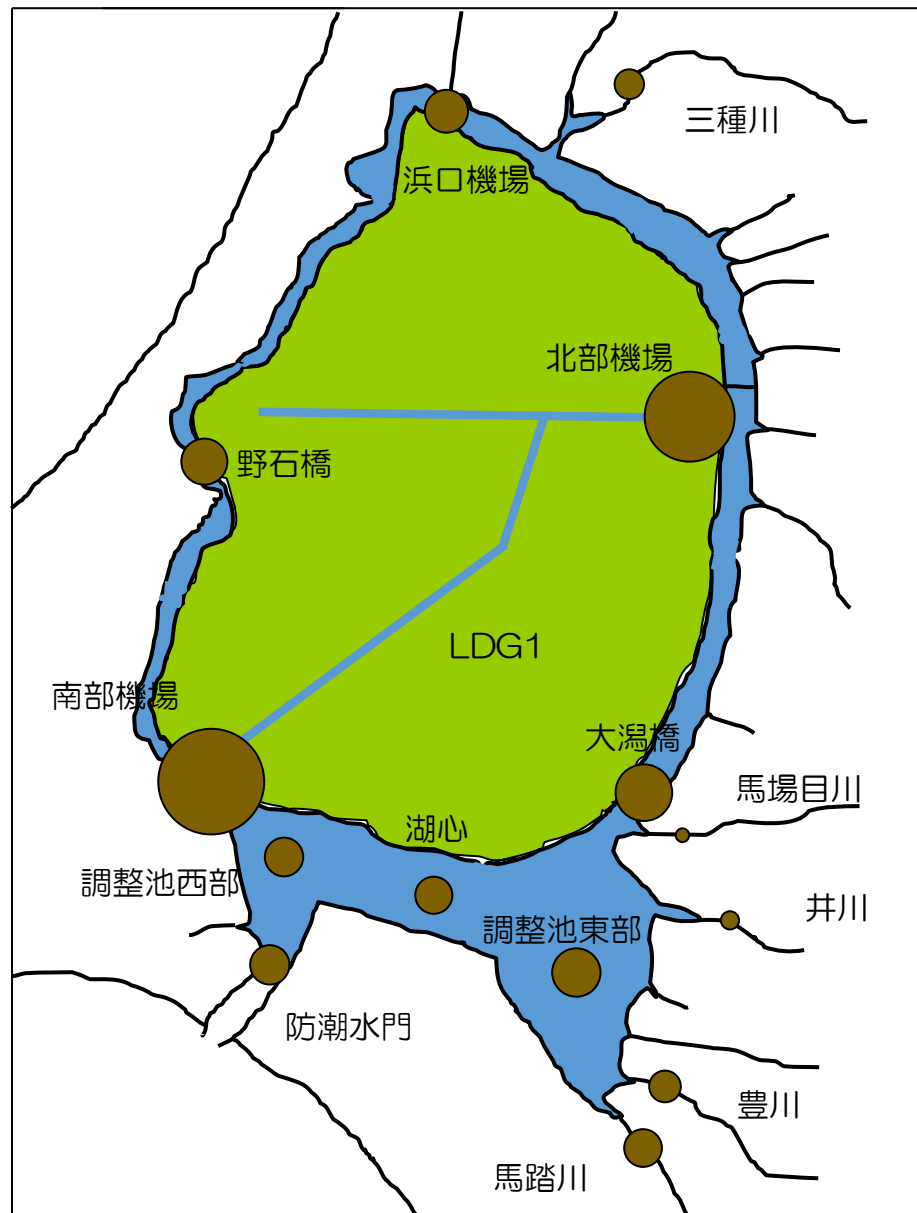 三種川
浜口機場
北部機場
野石橋
LDG1
南部機場
大潟橋
馬場目川
湖心
調整池西部
井川
調整池東部
防潮水門
豊川
馬踏川